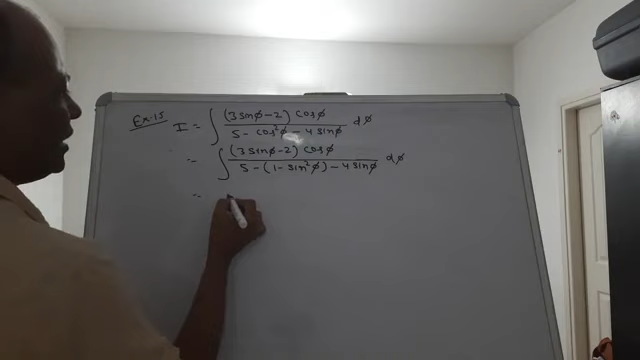 Ex:15 I = ∫ (3 sinφ - 2) cosφ / 5 - cos²φ - 4 sinφ dφ
= ∫ (3 sinφ - 2) cosφ / 5 - (1 - sin²φ) - 4 sinφ dφ
=